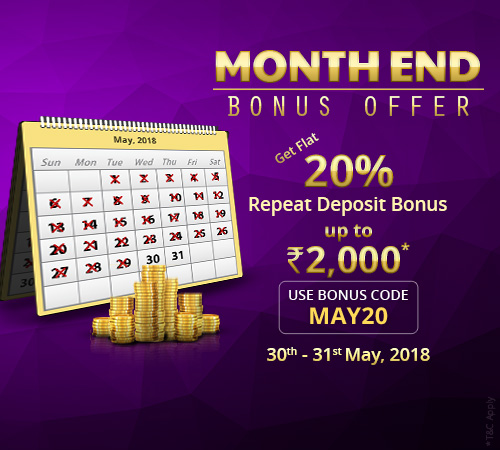 MONTH END
BONUS OFFER
May, 2018
Sun Mon Tue Wed Thu Fri Sat
1 2 3 4 5
6 7 8 9 10 11 12
13 14 15 16 17 18 19
20 21 22 23 24 25 26
27 28 29 30 31
30
Get Flat
20%
Repeat Deposit Bonus
up to
₹2,000*
USE BONUS CODE
MAY20
30th - 31st May, 2018
*T&C Apply